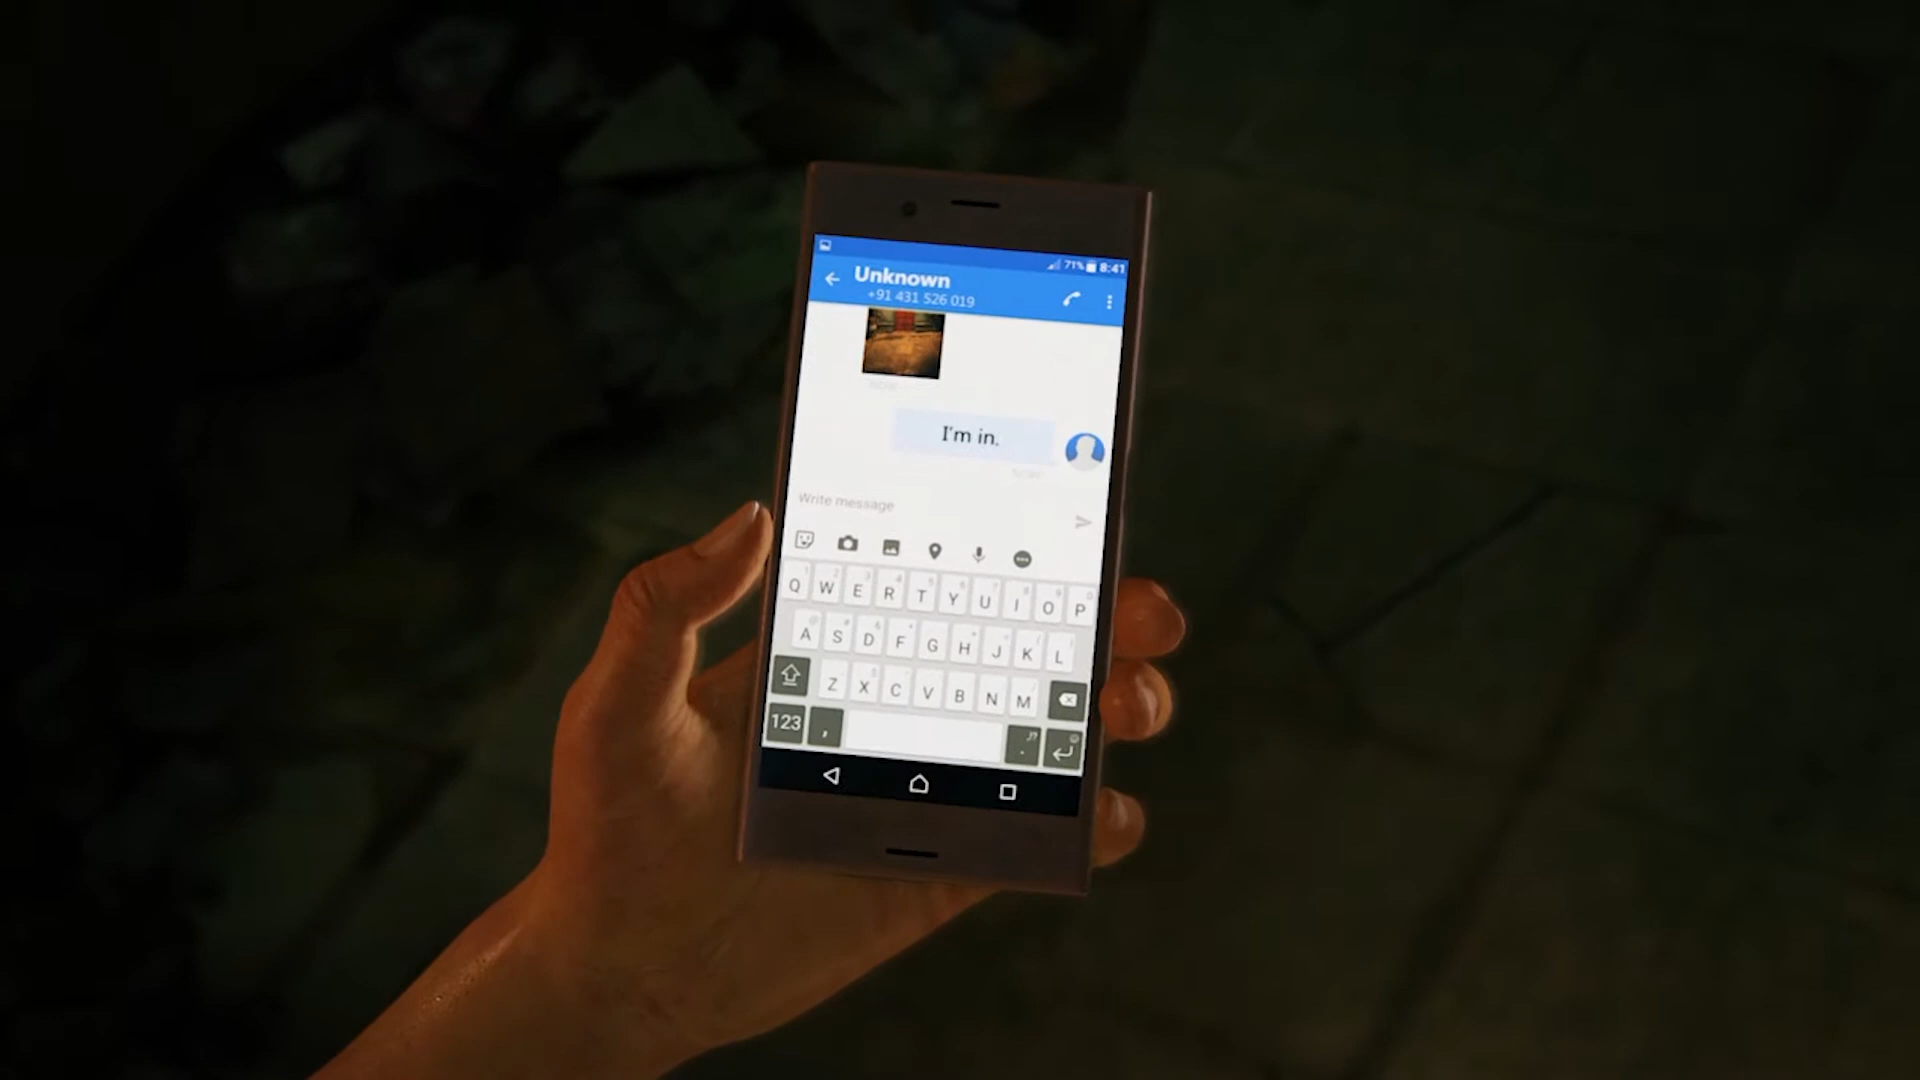 71% 8:41
Unknown
+91 431 526 019
I'm in.
Write message
Q W E R T Y U I O P
A S D F G H J K L
Z X C V B N M
123 , .